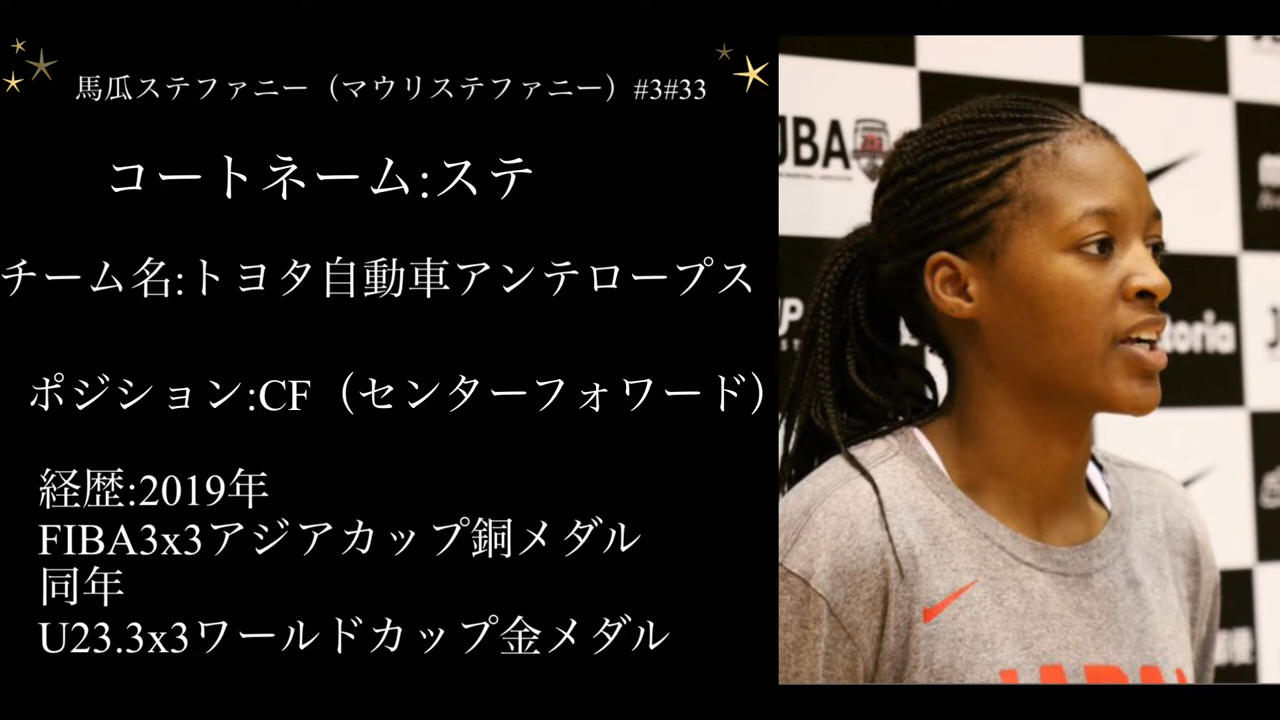 馬瓜ステファニー（マウリステファニー）#3#33
コートネーム:ステ
チーム名:トヨタ自動車アンテロープス
ポジション:CF（センターフォワード）
経歴:2019年
FIBA3x3アジアカップ銅メダル
同年
U23.3x3ワールドカップ金メダル
JBA